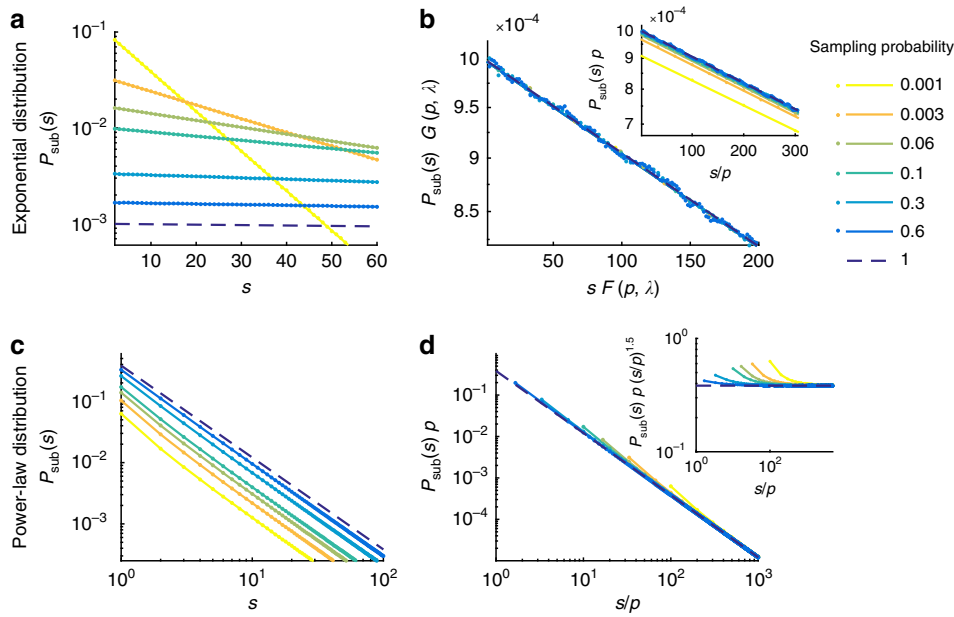 a
Exponential distribution
P_sub(s)
10^-1
10^-2
10^-3
10 20 30 40 50 60
s
b
×10^-4
P_sub(s) G (p, λ)
10
9.5
9
8.5
50 100 150 200
s F (p, λ)
×10^-4
P_sub(s) p
10
9
8
7
100 200 300
s/p
Sampling probability
0.001
0.003
0.06
0.1
0.3
0.6
1
c
Power-law distribution
P_sub(s)
10^-1
10^-2
10^-3
10^0 10^1 10^2
s
d
P_sub(s) p
10^-1
10^-2
10^-3
10^-4
10^0 10^1 10^2 10^3
s/p
P_sub(s) p (s/p)^1.5
10^0
10^-1
10^0 10^2
s/p